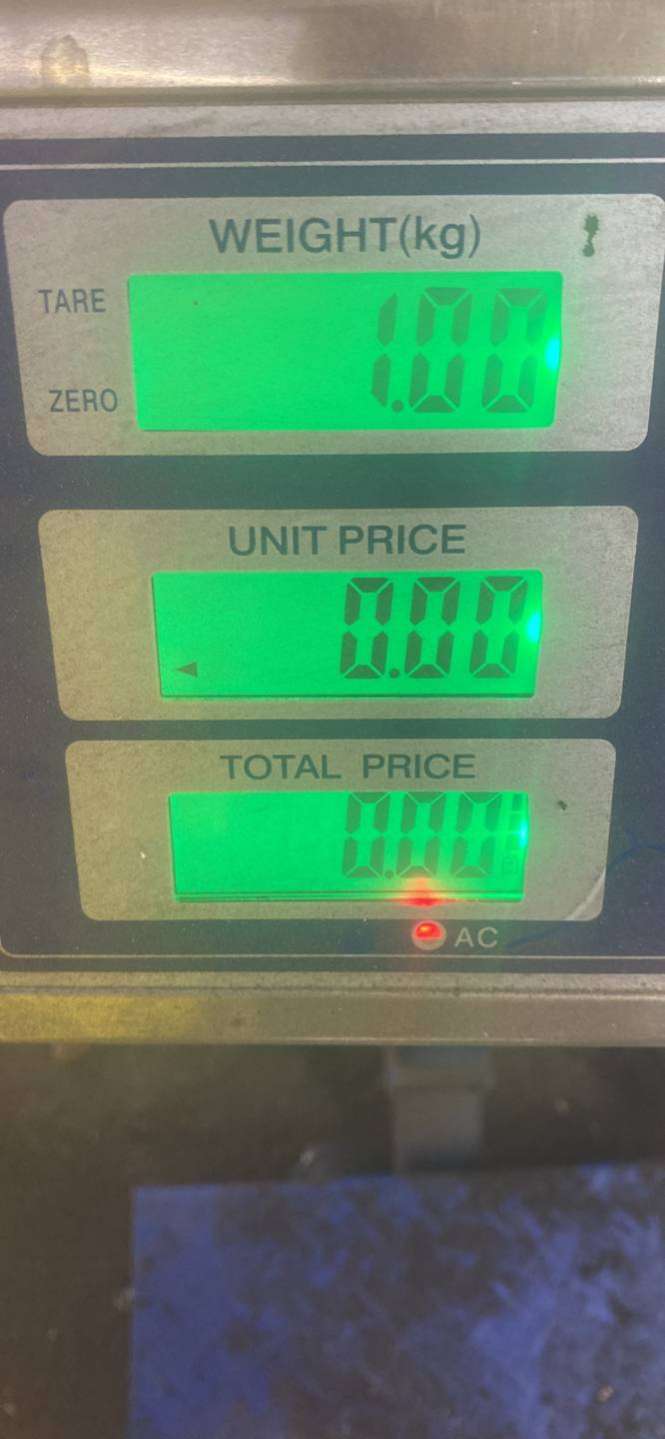 WEIGHT(kg)
TARE
1.00
ZERO
UNIT PRICE
0.00
TOTAL PRICE
0.00
AC